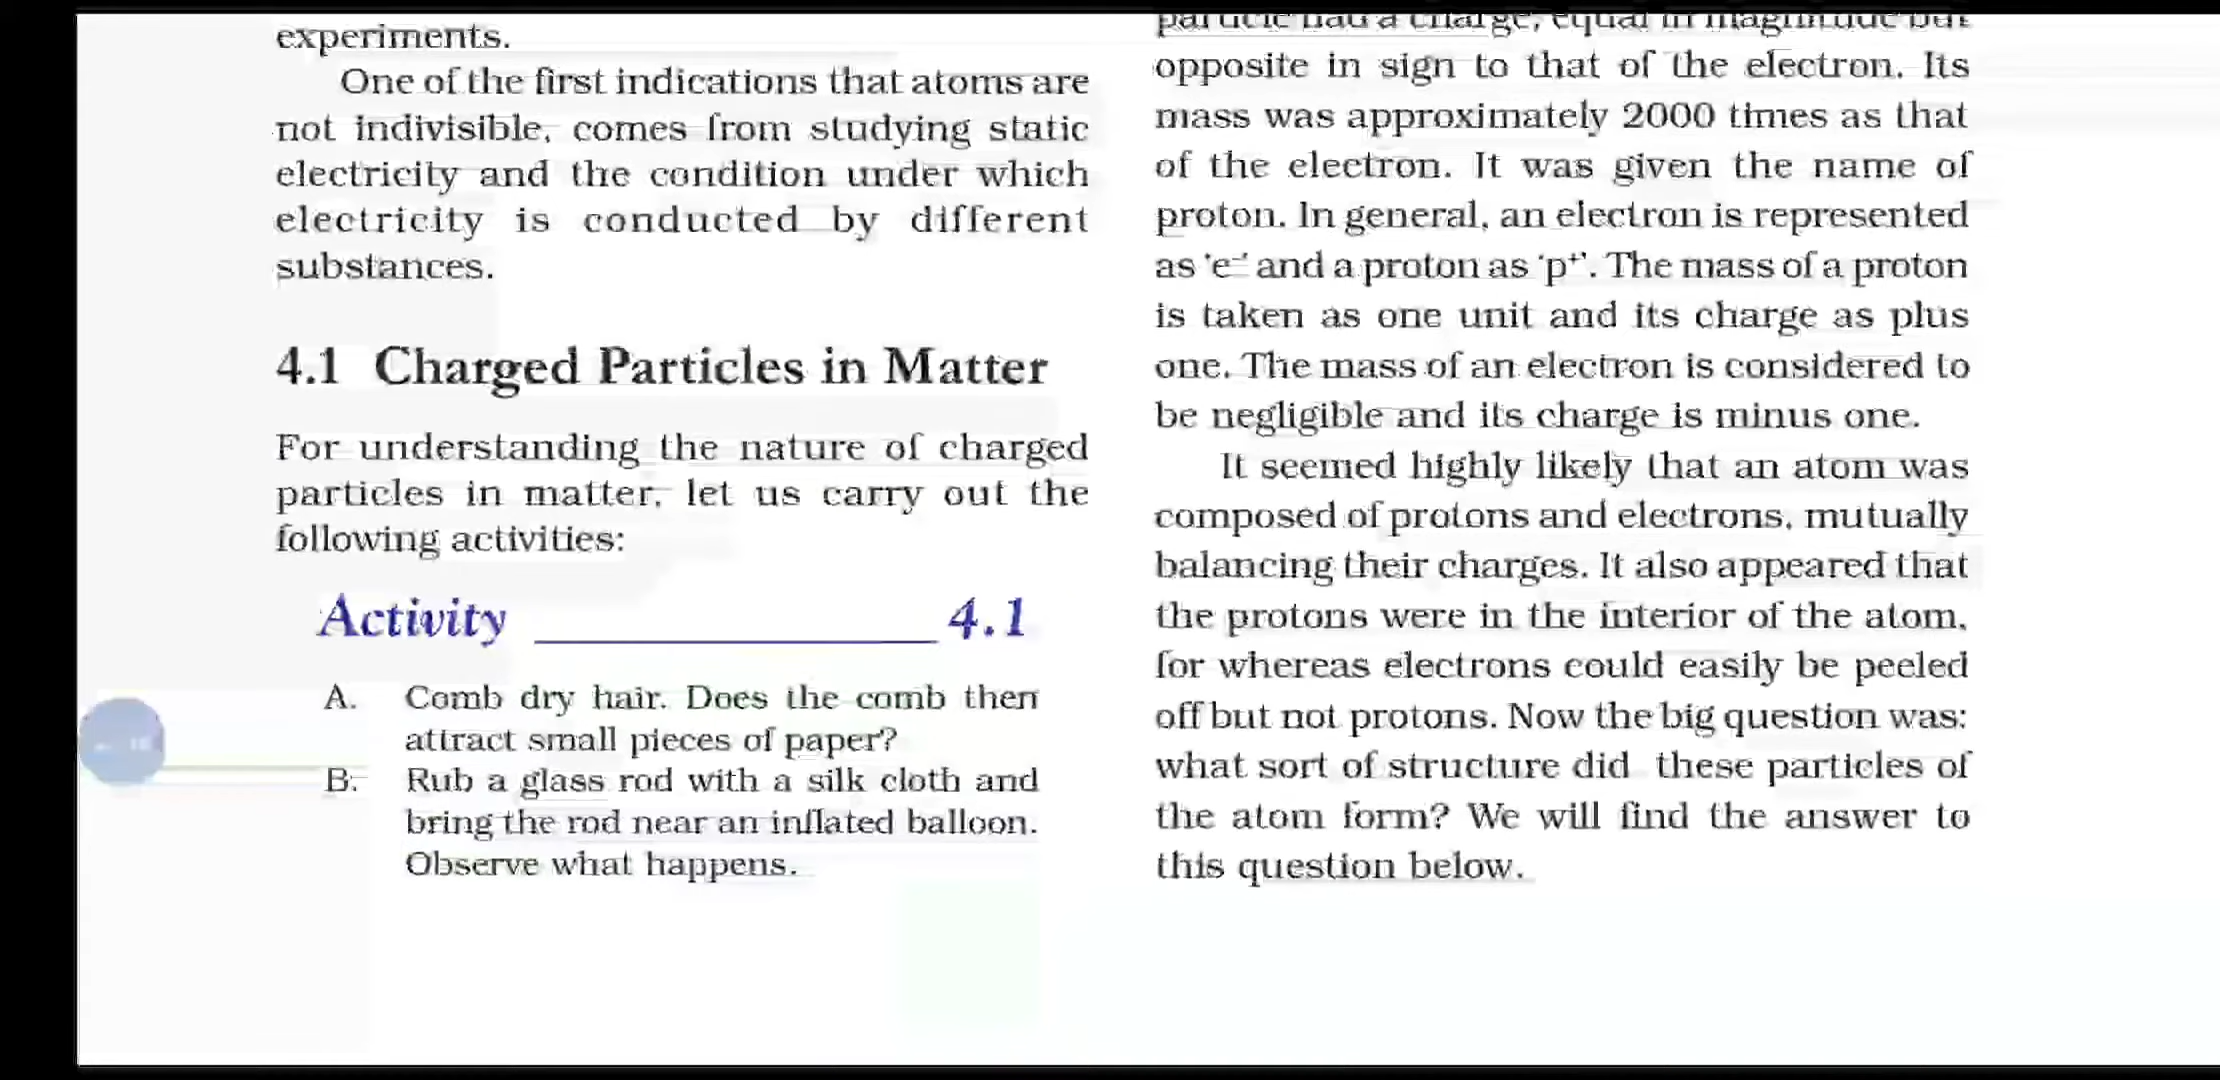 experiments.
One of the first indications that atoms are
not indivisible, comes from studying static
electricity and the condition under which
electricity is conducted by different
substances.
4.1 Charged Particles in Matter
For understanding the nature of charged
particles in matter, let us carry out the
following activities:
Activity 4.1
A. Comb dry hair. Does the comb then
attract small pieces of paper?
B. Rub a glass rod with a silk cloth and
bring the rod near an inflated balloon.
Observe what happens.
particle had a charge, equal in magnitude but
opposite in sign to that of the electron. Its
mass was approximately 2000 times as that
of the electron. It was given the name of
proton. In general, an electron is represented
as 'e⁻' and a proton as 'p⁺'. The mass of a proton
is taken as one unit and its charge as plus
one. The mass of an electron is considered to
be negligible and its charge is minus one.
It seemed highly likely that an atom was
composed of protons and electrons, mutually
balancing their charges. It also appeared that
the protons were in the interior of the atom,
for whereas electrons could easily be peeled
off but not protons. Now the big question was:
what sort of structure did these particles of
the atom form? We will find the answer to
this question below.